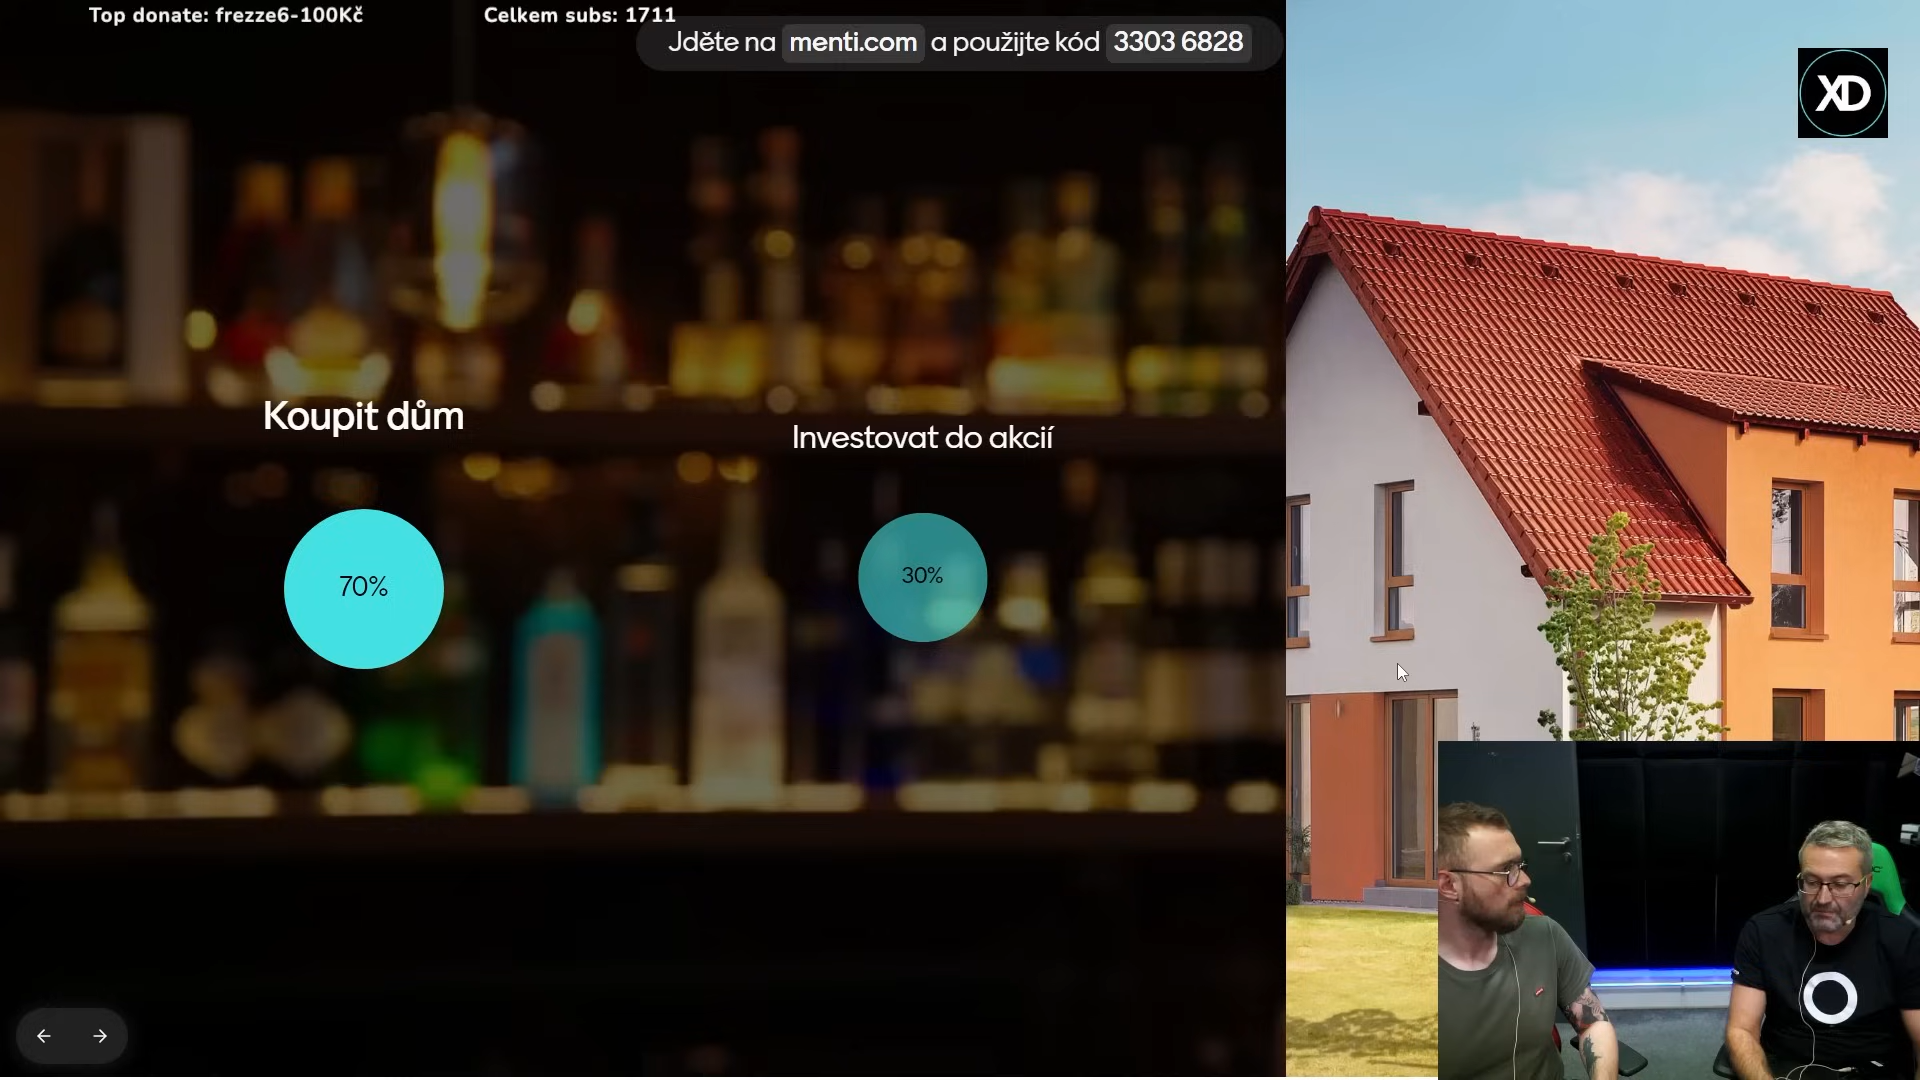 Top donate: frezze6-100Kč
Celkem subs: 1711
Jděte na menti.com a použijte kód 3303 6828
XD
Koupit dům
Investovat do akcií
70%
30%